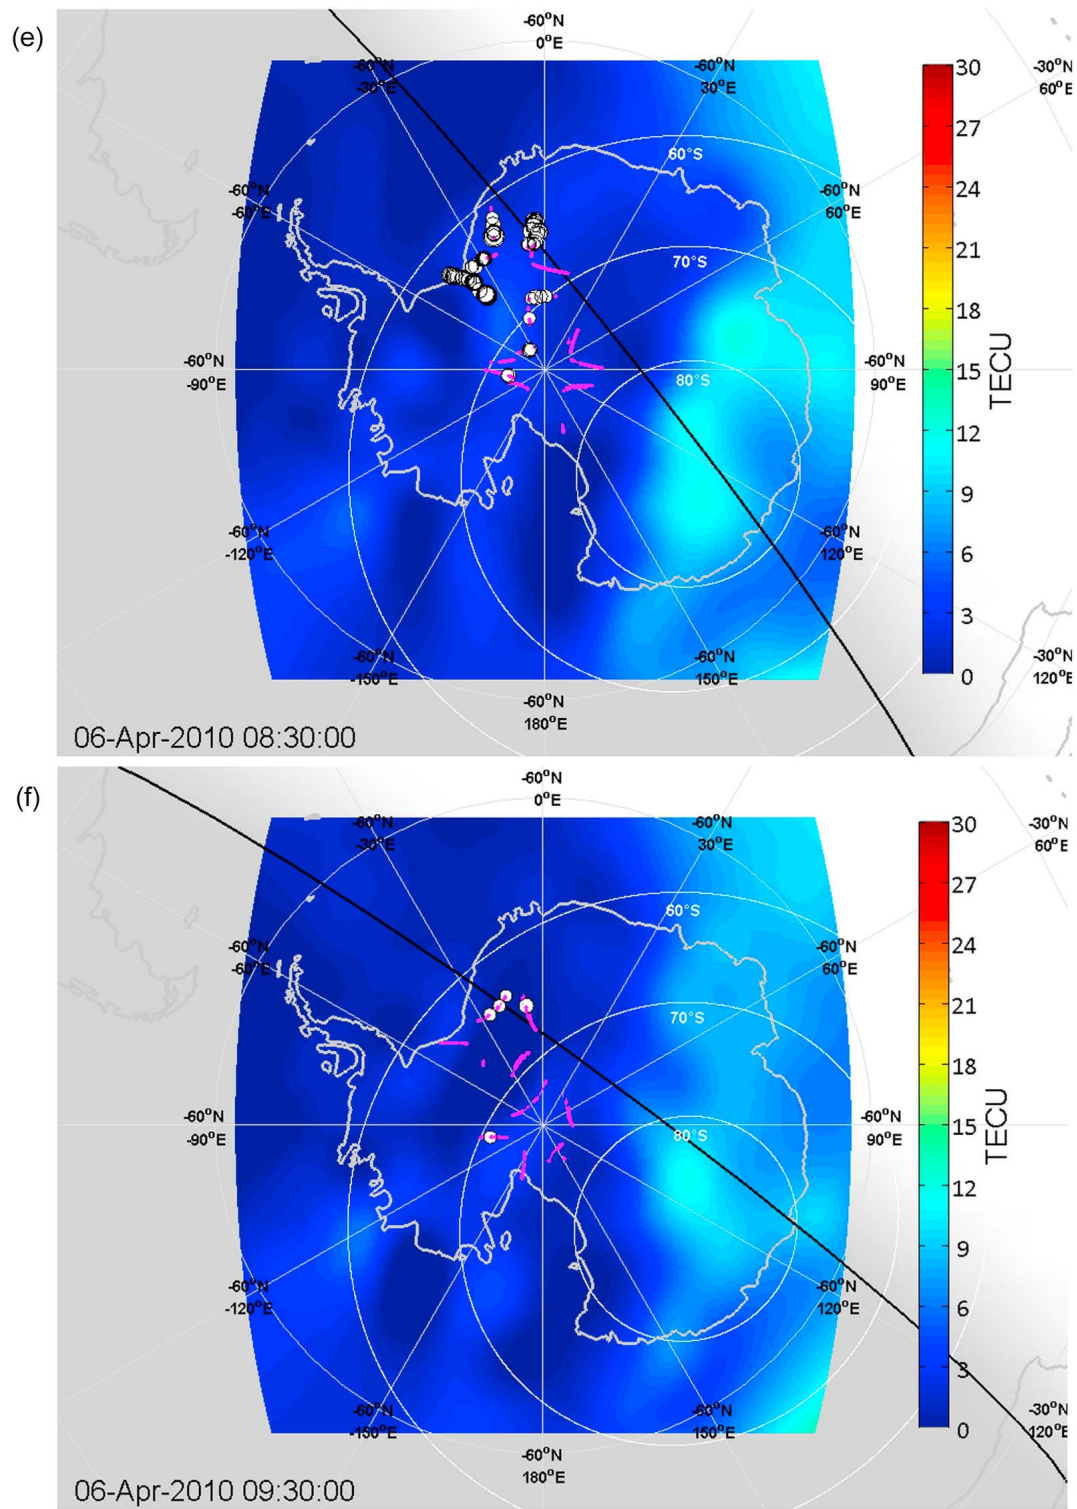 (e)
-60°N
0°E
-60°N
-30°E
-60°N
30°E
-30°N
60°E
30
27
24
21
18
15
12
9
6
3
0
TECU
60°S
-60°N
-60°E
-60°N
60°E
70°S
-60°N
-90°E
80°S
-60°N
90°E
-60°N
-120°E
-60°N
120°E
-60°N
-150°E
-60°N
150°E
-30°N
120°E
-60°N
180°E
06-Apr-2010 08:30:00
(f)
-60°N
0°E
-60°N
-30°E
-60°N
30°E
-30°N
60°E
30
27
24
21
18
15
12
9
6
3
0
TECU
60°S
-60°N
-60°E
-60°N
60°E
70°S
-60°N
-90°E
80°S
-60°N
90°E
-60°N
-120°E
-60°N
120°E
-60°N
-150°E
-60°N
150°E
-30°N
120°E
-60°N
180°E
06-Apr-2010 09:30:00